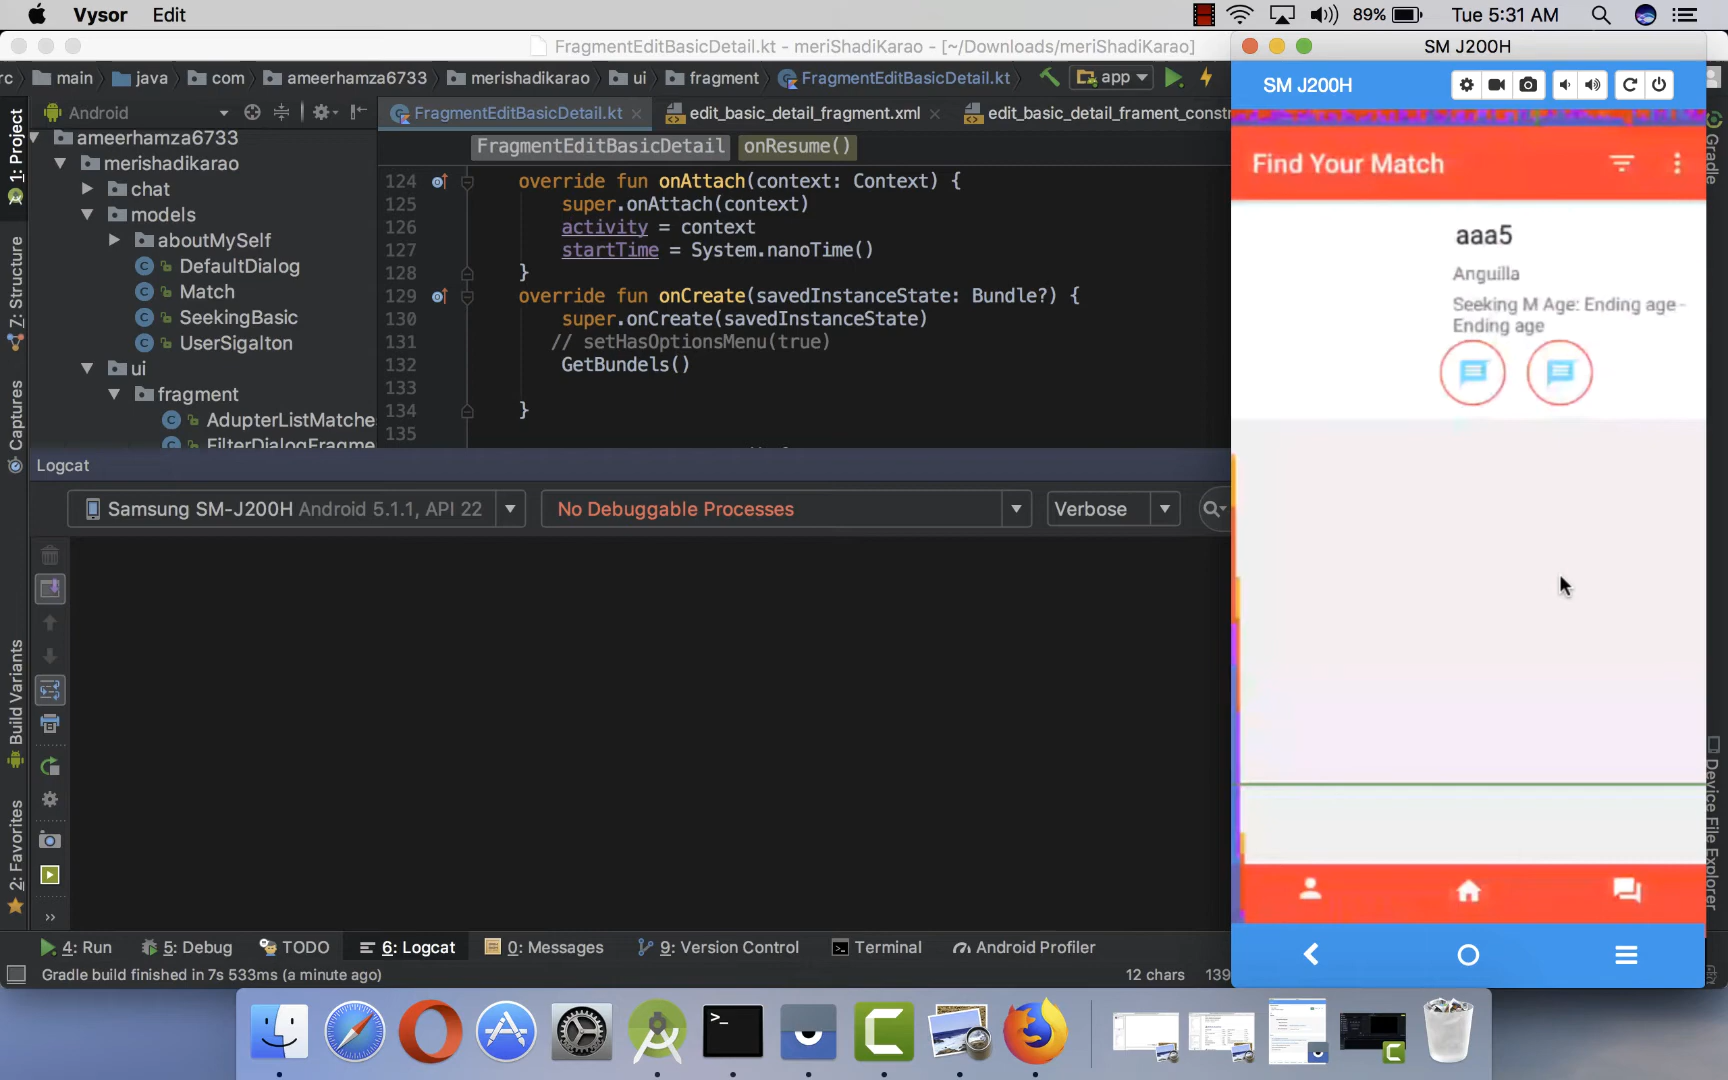 Vysor Edit
89% Tue 5:31 AM
FragmentEditBasicDetail.kt - meriShadiKarao - [~/Downloads/meriShadiKarao]
SM J200H
rc main java com ameerhamza6733 merishadikarao ui fragment FragmentEditBasicDetail.kt app
SM J200H
Android
FragmentEditBasicDetail.kt edit_basic_detail_fragment.xml edit_basic_detail_frament_constr
1: Project
Z: Structure
Captures
Build Variants
2: Favorites
ameerhamza6733
merishadikarao
chat
models
aboutMySelf
DefaultDialog
Match
SeekingBasic
UserSigalton
ui
fragment
AdupterListMatche
FilterDialogFragme
FragmentEditBasicDetail onResume()
124 override fun onAttach(context: Context) {
125 super.onAttach(context)
126 activity = context
127 startTime = System.nanoTime()
128 }
129 override fun onCreate(savedInstanceState: Bundle?) {
130 super.onCreate(savedInstanceState)
131 // setHasOptionsMenu(true)
132 GetBundels()
133
134 }
135
Find Your Match
aaa5
Anguilla
Seeking M Age: Ending age -
Ending age
Gradle
Device File Explorer
Logcat
Samsung SM-J200H Android 5.1.1, API 22 No Debuggable Processes Verbose
4: Run 5: Debug TODO 6: Logcat 0: Messages 9: Version Control Terminal Android Profiler
Gradle build finished in 7s 533ms (a minute ago) 12 chars 139